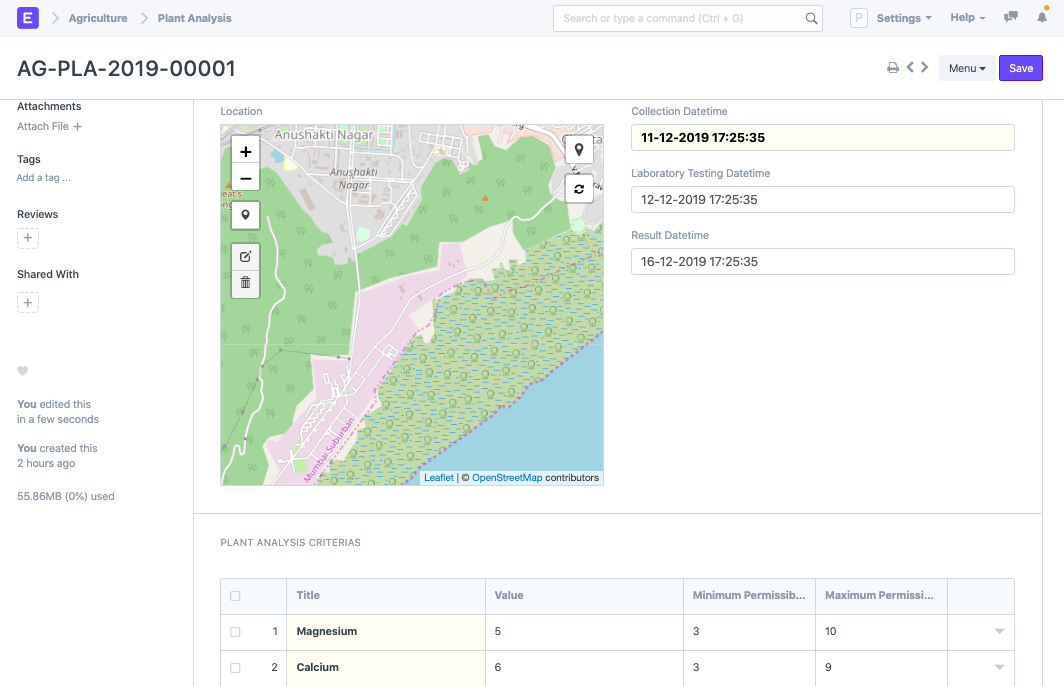 E Agriculture Plant Analysis Search or type a command (Ctrl + G) P Settings Help
AG-PLA-2019-00001 Menu Save
Attachments
Attach File +
Tags
Add a tag ...
Reviews
+
Shared With
+
You edited this
in a few seconds
You created this
2 hours ago
55.86MB (0%) used
Location
+
−
Anushakti Nagar
Anushakti
Nagar
Mumbai Suburban
Leaflet | © OpenStreetMap contributors
Collection Datetime
11-12-2019 17:25:35
Laboratory Testing Datetime
12-12-2019 17:25:35
Result Datetime
16-12-2019 17:25:35
PLANT ANALYSIS CRITERIAS
Title Value Minimum Permissib... Maximum Permissi...
1 Magnesium 5 3 10
2 Calcium 6 3 9